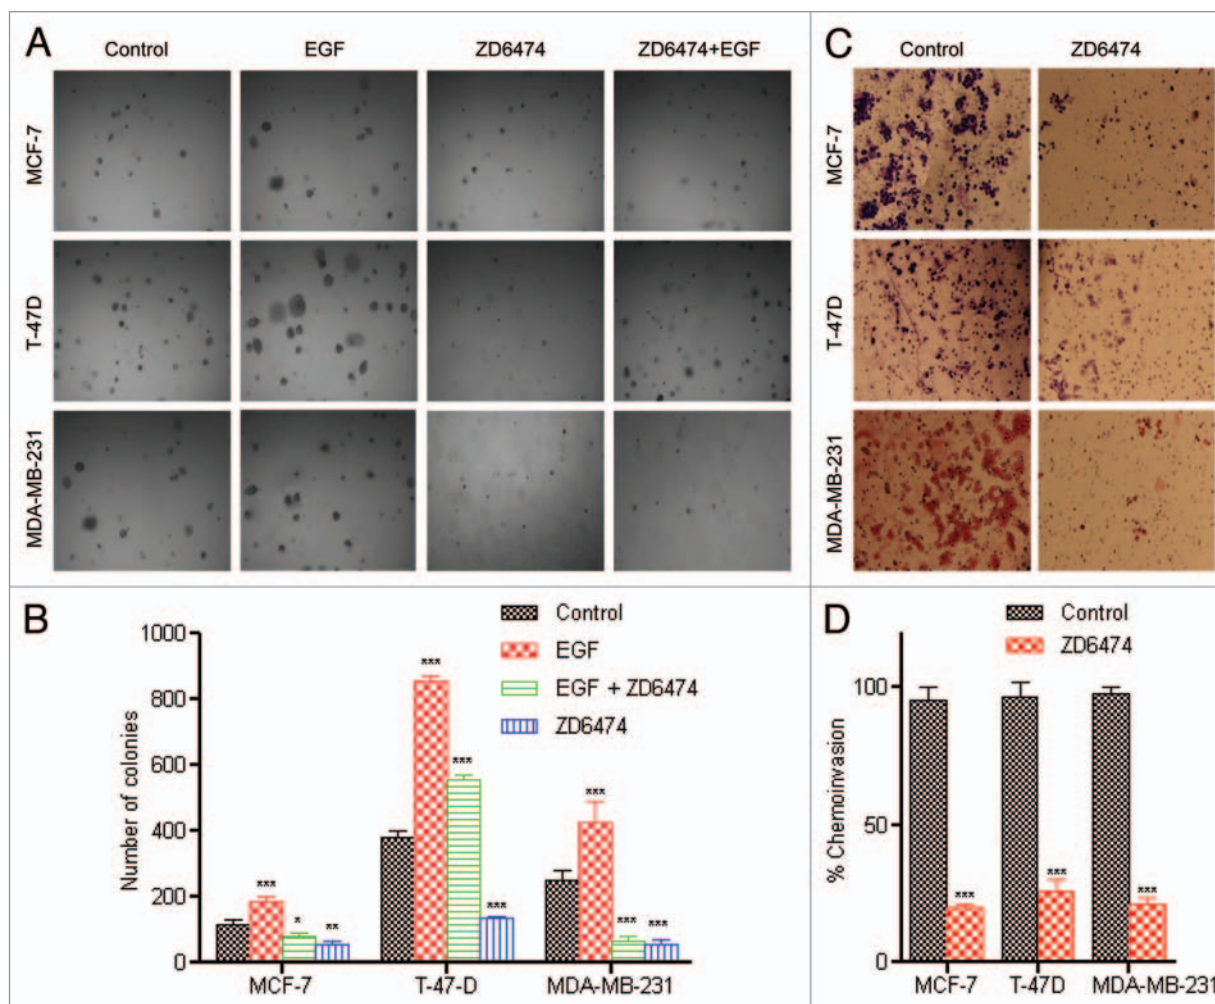 A
Control EGF ZD6474 ZD6474+EGF
MCF-7
T-47D
MDA-MB-231
C
Control ZD6474
MCF-7
T-47D
MDA-MB-231
B
Control
EGF
EGF + ZD6474
ZD6474
Number of colonies
1000
800
600
400
200
0
*** * **
*** *** ***
*** *** ***
MCF-7 T-47-D MDA-MB-231
D
Control
ZD6474
% Chemoinvasion
100
50
0
*** *** ***
MCF-7 T-47D MDA-MB-231